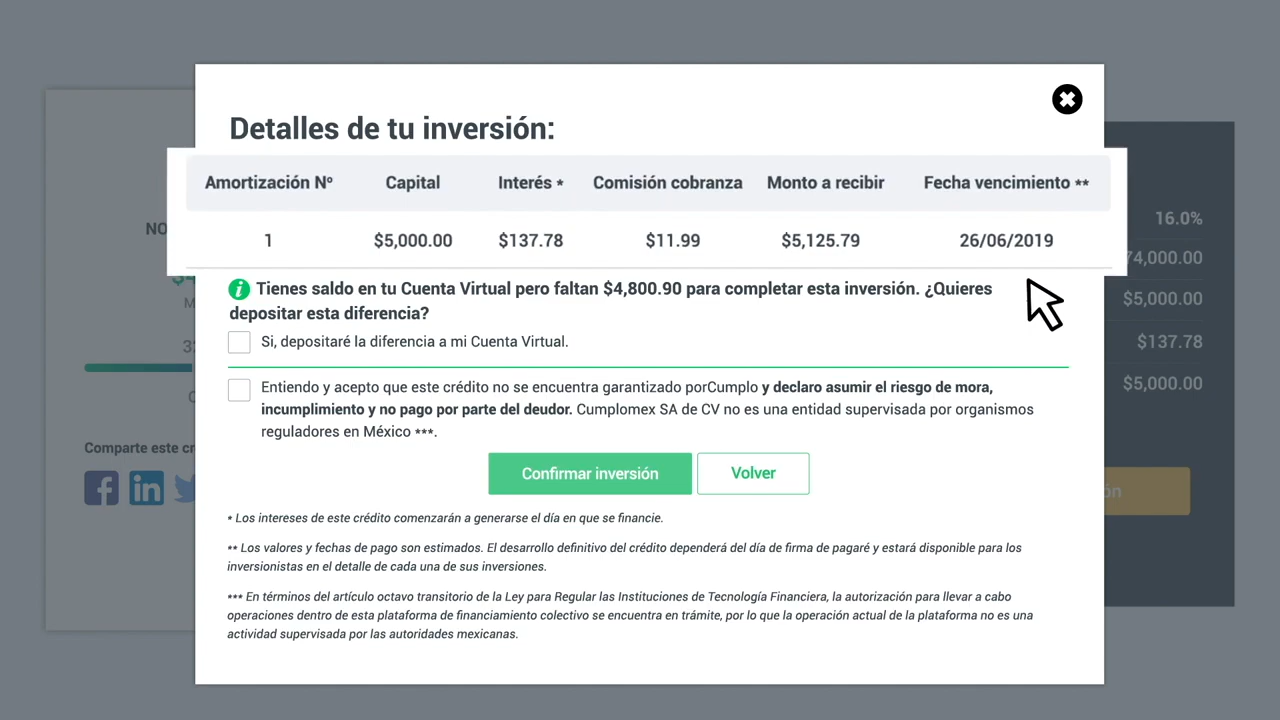 Detalles de tu inversión:
Amortización Nº Capital Interés * Comisión cobranza Monto a recibir Fecha vencimiento **
1 $5,000.00 $137.78 $11.99 $5,125.79 26/06/2019
Tienes saldo en tu Cuenta Virtual pero faltan $4,800.90 para completar esta inversión. ¿Quieres
depositar esta diferencia?
Si, depositaré la diferencia a mi Cuenta Virtual.
Entiendo y acepto que este crédito no se encuentra garantizado porCumplo y declaro asumir el riesgo de mora,
incumplimiento y no pago por parte del deudor. Cumplomex SA de CV no es una entidad supervisada por organismos
reguladores en México ***.
Confirmar inversión Volver
* Los intereses de este crédito comenzarán a generarse el día en que se financie.
** Los valores y fechas de pago son estimados. El desarrollo definitivo del crédito dependerá del día de firma de pagaré y estará disponible para los
inversionistas en el detalle de cada una de sus inversiones.
*** En términos del artículo octavo transitorio de la Ley para Regular las Instituciones de Tecnología Financiera, la autorización para llevar a cabo
operaciones dentro de esta plataforma de financiamiento colectivo se encuentra en trámite, por lo que la operación actual de la plataforma no es una
actividad supervisada por las autoridades mexicanas.
Comparte este
16.0%
74,000.00
$5,000.00
$137.78
$5,000.00